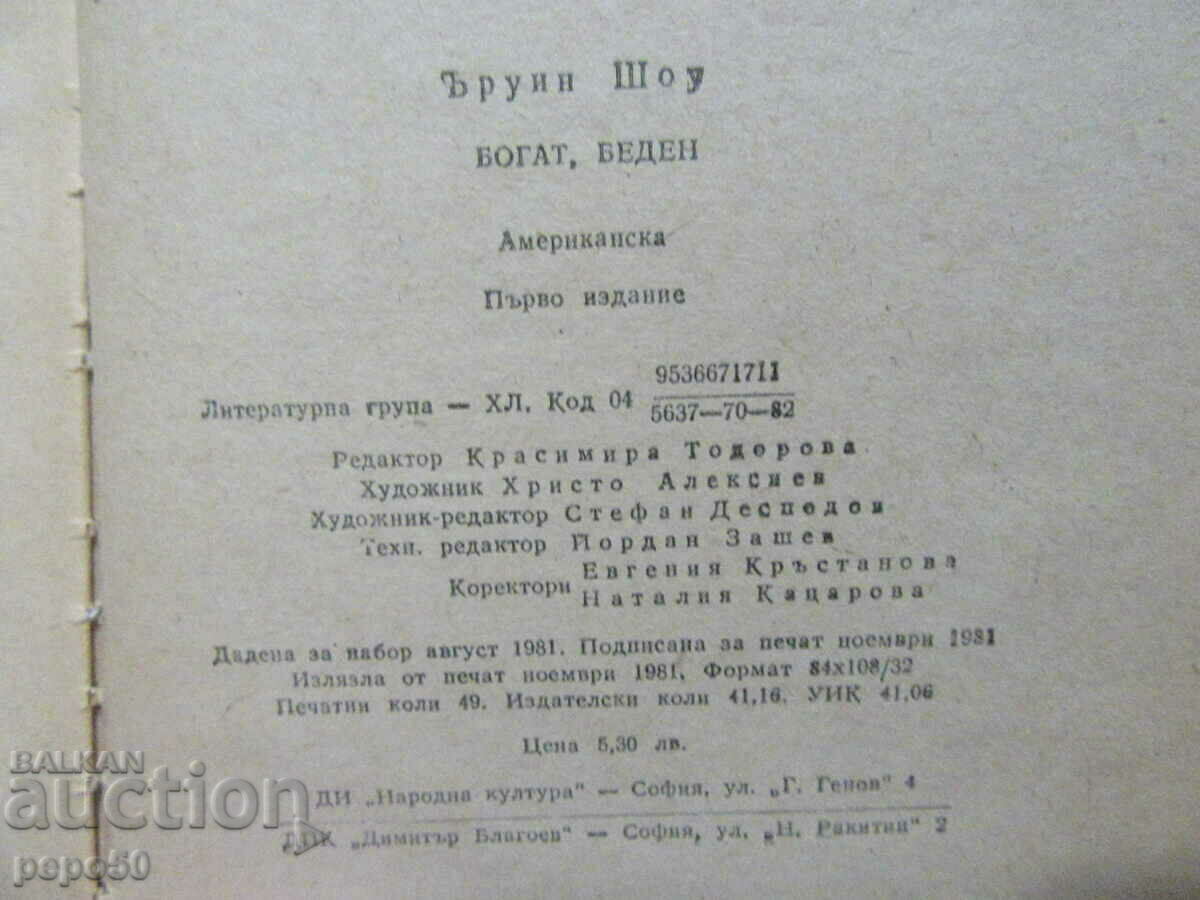 Ъруин Шоу
БОГАТ, БЕДЕН
Американска
Първо издание
9536671711
Литературна група — ХЛ. Код 04
5637—70—82
Редактор Красимира Тодорова
Художник Христо Алексиев
Художник-редактор Стефан Десподов
Техн. редактор Йордан Зашев
Коректори Евгения Кръстанова
Наталия Кацарова
Дадена за набор август 1981. Подписана за печат ноември 1981
Излязла от печат ноември 1981. Формат 84x108/32
Печатни коли 49. Издателски коли 41,16. УИК 41,06
Цена 5,30 лв.
ДИ „Народна култура“ — София, ул. „Г. Генов“ 4
ДПК „Димитър Благоев“ — София, ул. „Н. Ракитин“ 2
BALKAN
auction
pepo50